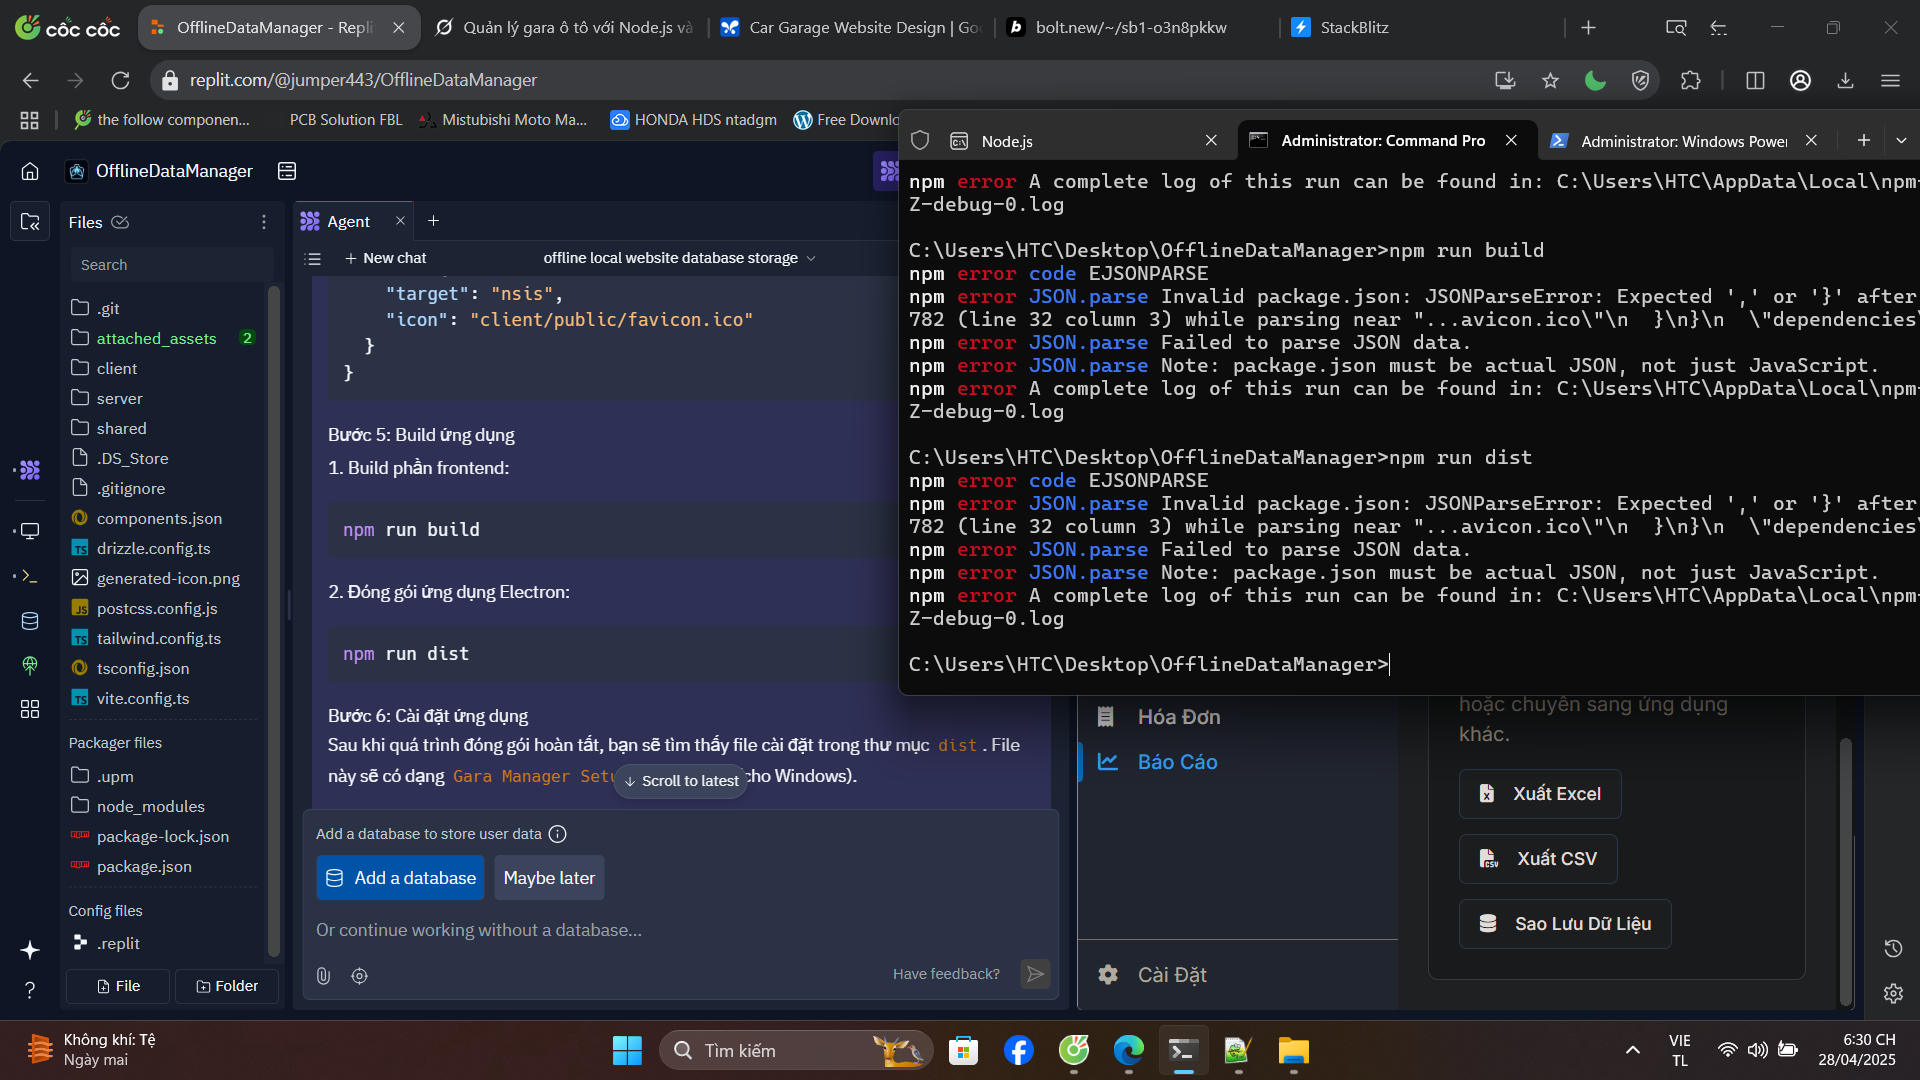 cốc cốc
OfflineDataManager - Repli
Quản lý gara ô tô với Node.js và
Car Garage Website Design | Goo
bolt.new/~/sb1-o3n8pkkw
StackBlitz
replit.com/@jumper443/OfflineDataManager
the follow componen...
PCB Solution FBL
Mistubishi Moto Ma...
HONDA HDS ntadgm
Free Downlo
OfflineDataManager
Files
Search
.git
attached_assets 2
client
server
shared
.DS_Store
.gitignore
components.json
drizzle.config.ts
generated-icon.png
postcss.config.js
tailwind.config.ts
tsconfig.json
vite.config.ts
Packager files
.upm
node_modules
package-lock.json
package.json
Config files
.replit
File
Folder
Agent
New chat
offline local website database storage
"target": "nsis",
"icon": "client/public/favicon.ico"
}
}
Bước 5: Build ứng dụng
1. Build phần frontend:
npm run build
2. Đóng gói ứng dụng Electron:
npm run dist
Bước 6: Cài đặt ứng dụng
Sau khi quá trình đóng gói hoàn tất, bạn sẽ tìm thấy file cài đặt trong thư mục dist . File
này sẽ có dạng Gara Manager Setu
cho Windows).
Scroll to latest
Add a database to store user data
Add a database
Maybe later
Or continue working without a database...
Have feedback?
Node.js
Administrator: Command Pro
Administrator: Windows Power
npm error A complete log of this run can be found in: C:\Users\HTC\AppData\Local\npm-
Z-debug-0.log
C:\Users\HTC\Desktop\OfflineDataManager>npm run build
npm error code EJSONPARSE
npm error JSON.parse Invalid package.json: JSONParseError: Expected ',' or '}' after
782 (line 32 column 3) while parsing near "...avicon.ico\"\n  }\n}\n  \"dependencies\
npm error JSON.parse Failed to parse JSON data.
npm error JSON.parse Note: package.json must be actual JSON, not just JavaScript.
npm error A complete log of this run can be found in: C:\Users\HTC\AppData\Local\npm-
Z-debug-0.log
C:\Users\HTC\Desktop\OfflineDataManager>npm run dist
npm error code EJSONPARSE
npm error JSON.parse Invalid package.json: JSONParseError: Expected ',' or '}' after
782 (line 32 column 3) while parsing near "...avicon.ico\"\n  }\n}\n  \"dependencies\
npm error JSON.parse Failed to parse JSON data.
npm error JSON.parse Note: package.json must be actual JSON, not just JavaScript.
npm error A complete log of this run can be found in: C:\Users\HTC\AppData\Local\npm-
Z-debug-0.log
C:\Users\HTC\Desktop\OfflineDataManager>
Hóa Đơn
Báo Cáo
Cài Đặt
hoặc chuyển sang ứng dụng
khác.
Xuất Excel
Xuất CSV
Sao Lưu Dữ Liệu
Không khí: Tệ
Ngày mai
Tìm kiếm
VIE
TL
6:30 CH
28/04/2025